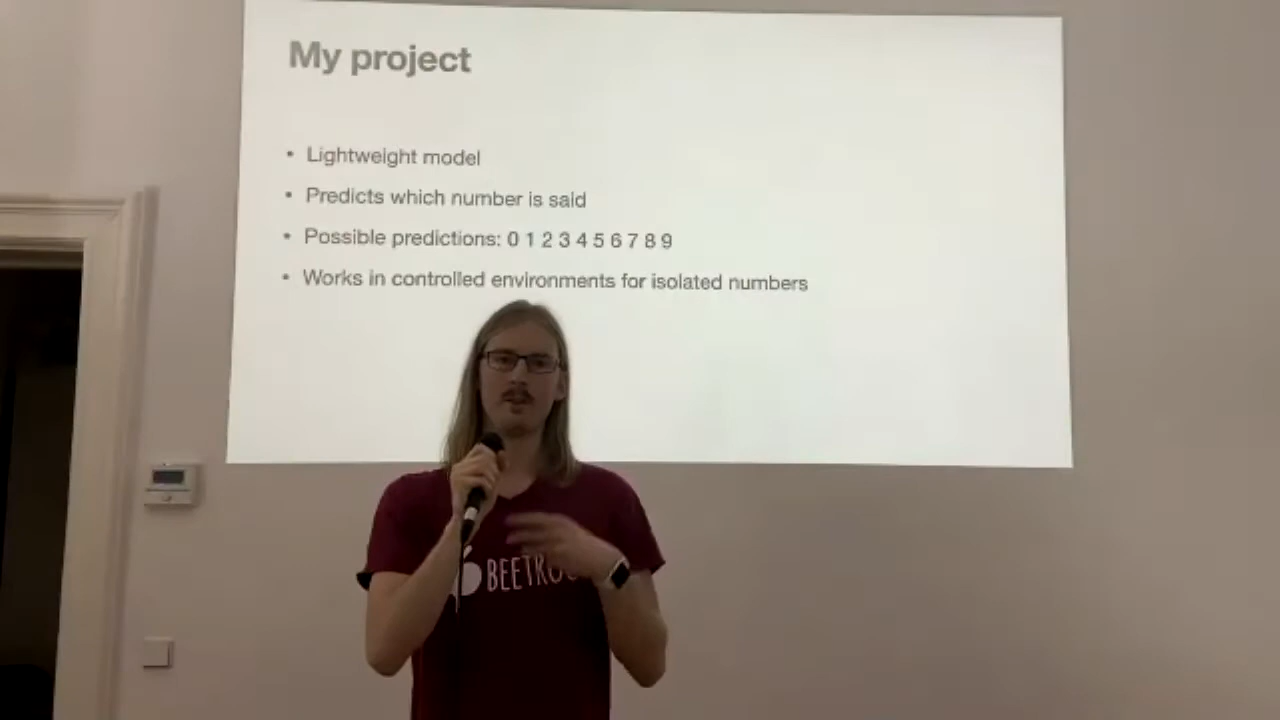 My project
• Lightweight model
• Predicts which number is said
• Possible predictions: 0 1 2 3 4 5 6 7 8 9
• Works in controlled environments for isolated numbers